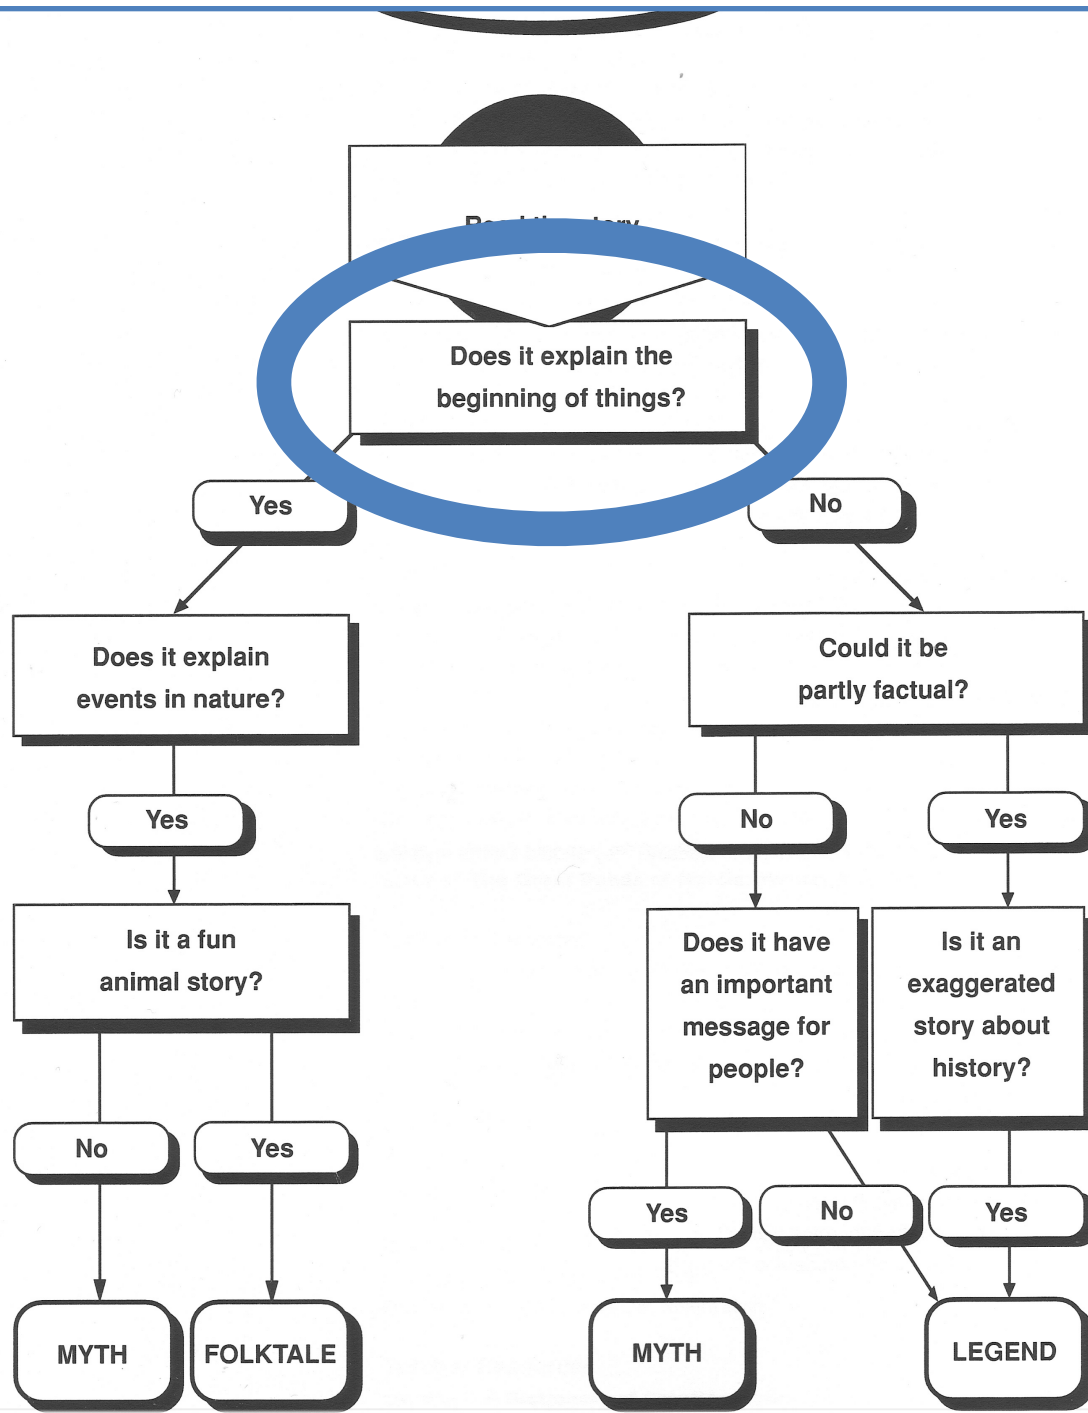 Does it explain the
beginning of things?
Yes
No
Does it explain
events in nature?
Could it be
partly factual?
Yes
No
Yes
Is it a fun
animal story?
Does it have
an important
message for
people?
Is it an
exaggerated
story about
history?
No
Yes
Yes
No
Yes
MYTH
FOLKTALE
MYTH
LEGEND